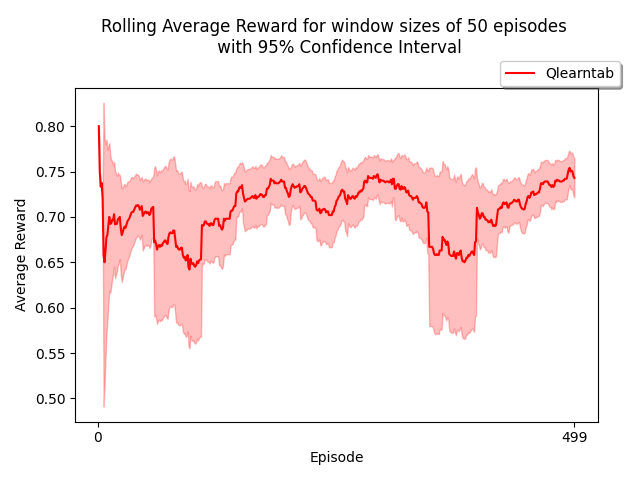 Rolling Average Reward for window sizes of 50 episodes
with 95% Confidence Interval
Qlearntab
0.80
0.75
0.70
0.65
0.60
0.55
0.50
Average Reward
0
499
Episode